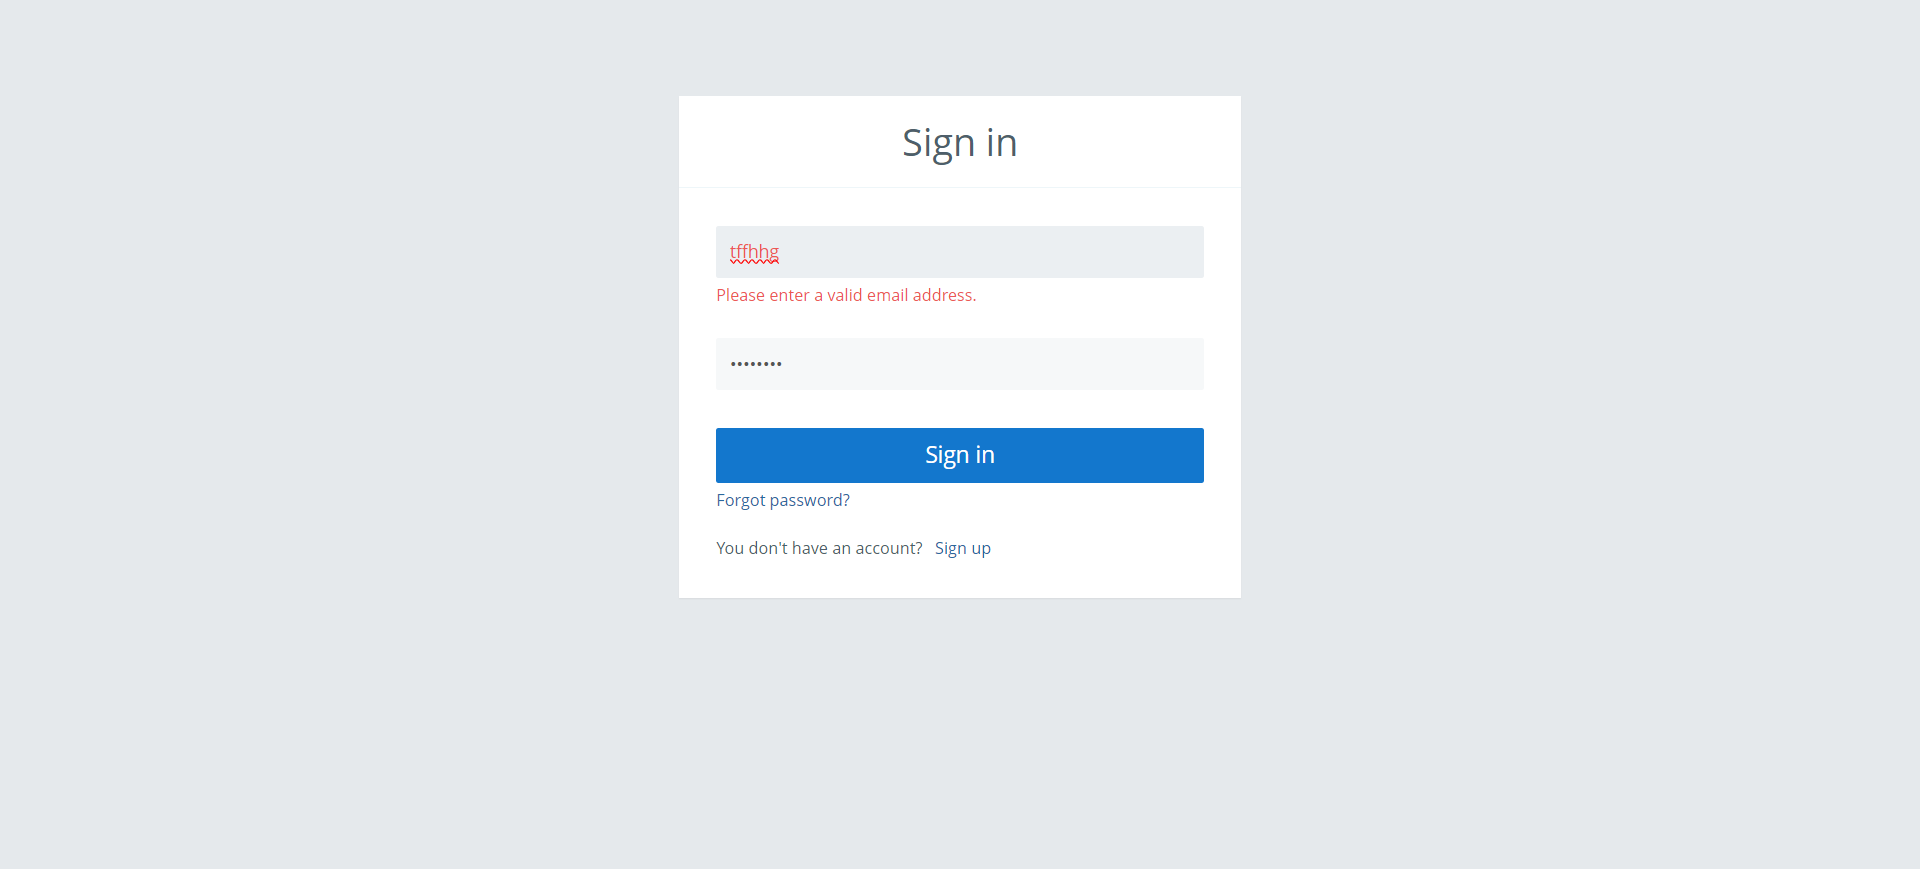 Sign in
tffhhg
Please enter a valid email address.
••••••••
Sign in
Forgot password?
You don't have an account? Sign up